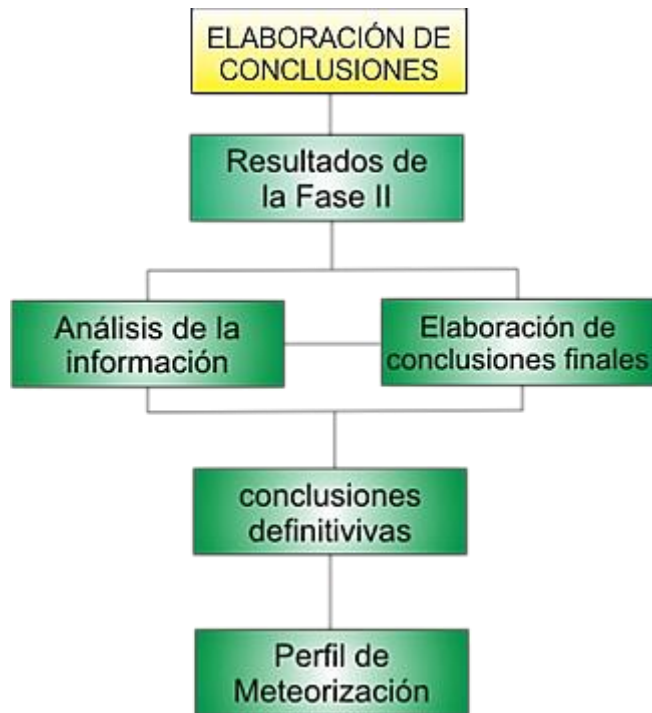 ELABORACIÓN DE
CONCLUSIONES
Resultados de
la Fase II
Análisis de la
información
Elaboración de
conclusiones finales
conclusiones
definitivivas
Perfil de
Meteorización